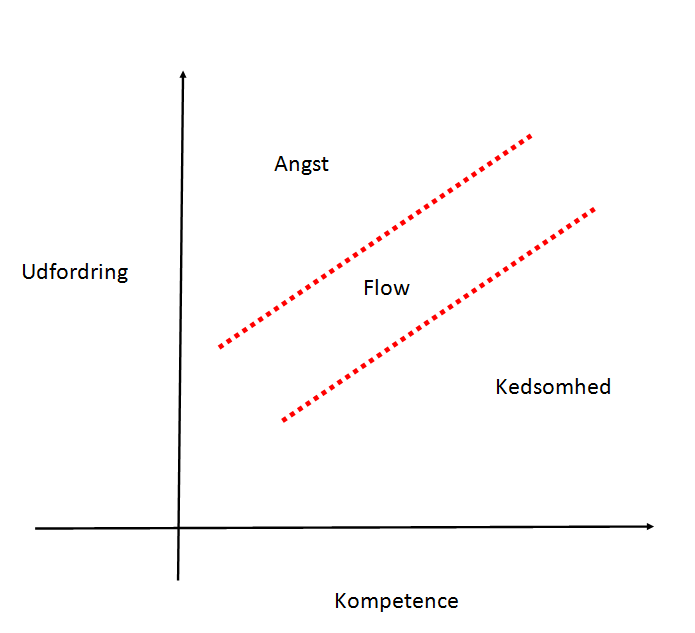 Angst
Udfordring
Flow
Kedsomhed
Kompetence